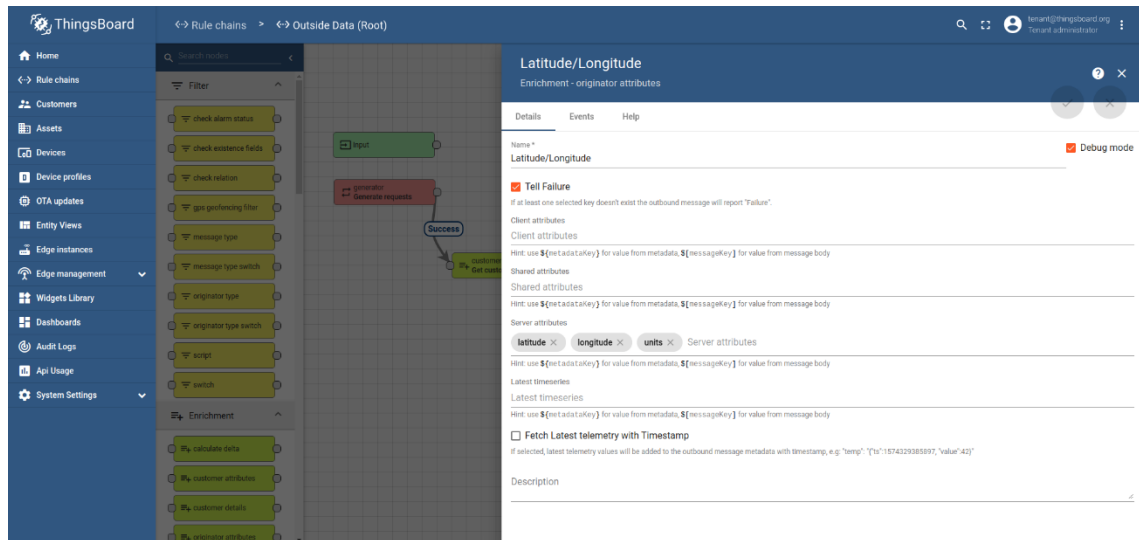 ThingsBoard
Rule chains > Outside Data (Root)
tenant@thingsboard.org
Tenant administrator
Home
Rule chains
Customers
Assets
Devices
Device profiles
OTA updates
Entity Views
Edge instances
Edge management
Widgets Library
Dashboards
Audit Logs
Api Usage
System Settings
Search nodes
Filter
check alarm status
check existence fields
check relation
gps geofencing filter
message type
message type switch
originator type
originator type switch
script
switch
Enrichment
calculate delta
customer attributes
customer details
originator attributes
Input
generator
Generate requests
Success
customer
Get custo
Latitude/Longitude
Enrichment - originator attributes
Details Events Help
Name *
Latitude/Longitude
Debug mode
Tell Failure
If at least one selected key doesn't exist the outbound message will report "Failure".
Client attributes
Client attributes
Hint: use ${metadataKey} for value from metadata, $[messageKey] for value from message body
Shared attributes
Shared attributes
Hint: use ${metadataKey} for value from metadata, $[messageKey] for value from message body
Server attributes
latitude × longitude × units × Server attributes
Hint: use ${metadataKey} for value from metadata, $[messageKey] for value from message body
Latest timeseries
Latest timeseries
Hint: use ${metadataKey} for value from metadata, $[messageKey] for value from message body
Fetch Latest telemetry with Timestamp
If selected, latest telemetry values will be added to the outbound message metadata with timestamp, e.g: "temp": "{"ts":1574329385897, "value":42}"
Description